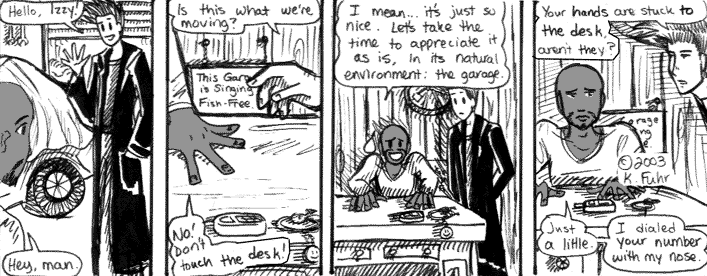 Hello, Izzy!
Hey, man.
Is this what we're
moving?
This Gara
is Singing
Fish-Free.
No!
Don't
touch the desk!
I mean... it's just so
nice. Let's take the
time to appreciate it
as is, in its natural
environment: the garage.
Your hands are stuck to
the desk,
aren't they?
arage
ng
e.
©2003
K. Fuhr
Just
a little.
I dialed
your number
with my nose.